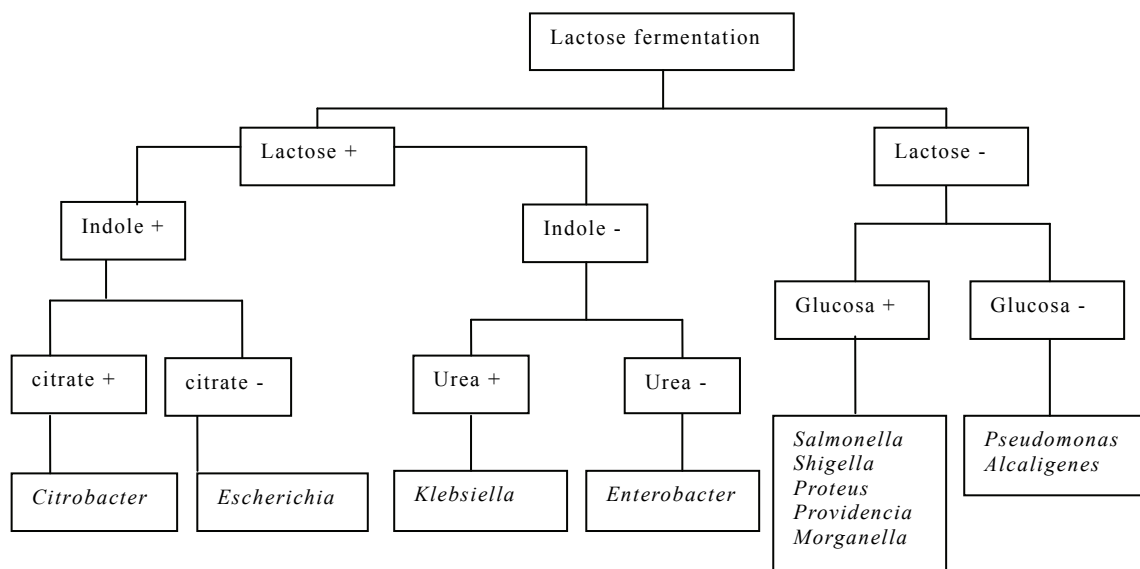 Lactose fermentation
Lactose +
Lactose -
Indole +
Indole -
Glucosa +
Glucosa -
citrate +
citrate -
Urea +
Urea -
Citrobacter
Escherichia
Klebsiella
Enterobacter
Salmonella
Shigella
Proteus
Providencia
Morganella
Pseudomonas
Alcaligenes